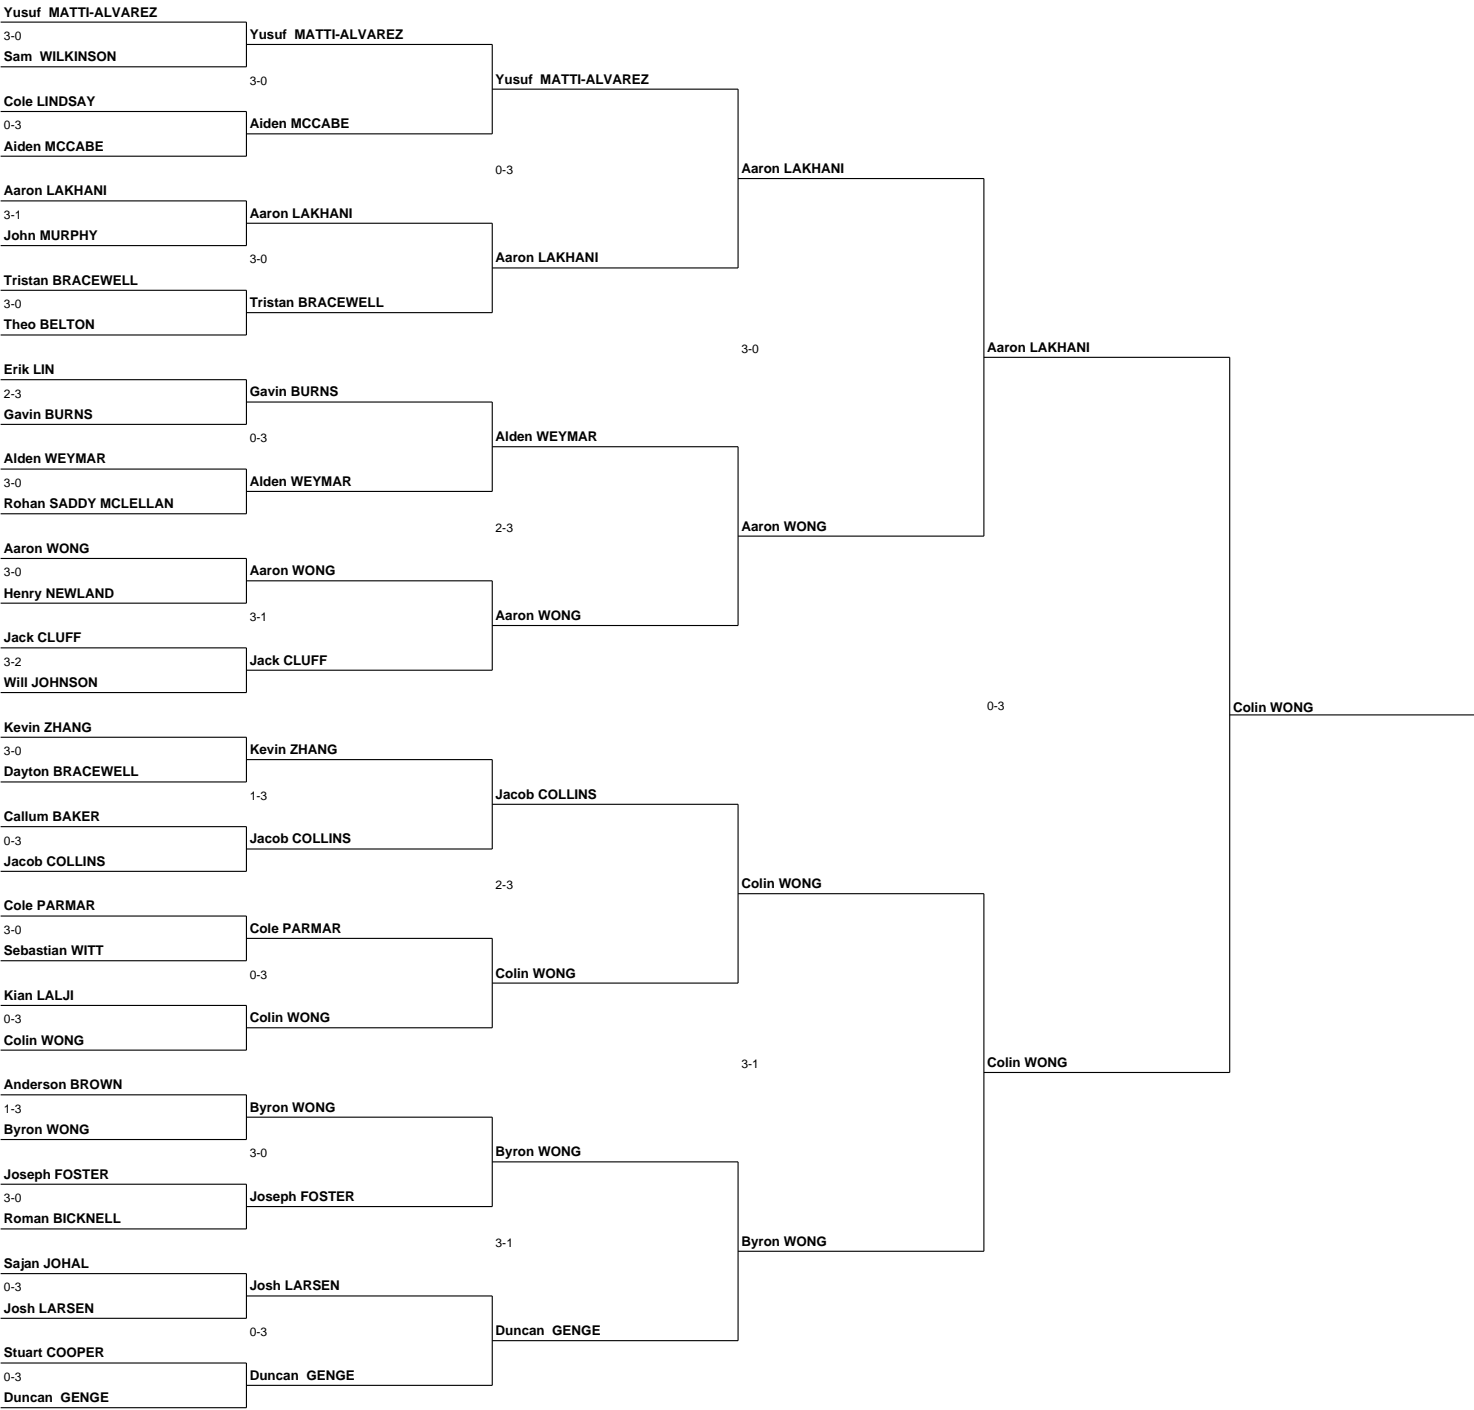 Yusuf  MATTI-ALVAREZ
3-0
Yusuf  MATTI-ALVAREZ
Sam  WILKINSON
3-0
Yusuf  MATTI-ALVAREZ
Cole LINDSAY
0-3
Aiden MCCABE
Aiden MCCABE
0-3
Aaron LAKHANI
Aaron LAKHANI
3-1
Aaron LAKHANI
John MURPHY
3-0
Aaron LAKHANI
Tristan BRACEWELL
3-0
Tristan BRACEWELL
Theo BELTON
3-0
Aaron LAKHANI
Erik LIN
2-3
Gavin BURNS
Gavin BURNS
0-3
Alden WEYMAR
Alden WEYMAR
3-0
Alden WEYMAR
Rohan SADDY MCLELLAN
2-3
Aaron WONG
Aaron WONG
3-0
Aaron WONG
Henry NEWLAND
3-1
Aaron WONG
Jack CLUFF
3-2
Jack CLUFF
Will JOHNSON
0-3
Colin WONG
Kevin ZHANG
3-0
Kevin ZHANG
Dayton BRACEWELL
1-3
Jacob COLLINS
Callum BAKER
0-3
Jacob COLLINS
Jacob COLLINS
2-3
Colin WONG
Cole PARMAR
3-0
Cole PARMAR
Sebastian WITT
0-3
Colin WONG
Kian LALJI
0-3
Colin WONG
Colin WONG
3-1
Colin WONG
Anderson BROWN
1-3
Byron WONG
Byron WONG
3-0
Byron WONG
Joseph FOSTER
3-0
Joseph FOSTER
Roman BICKNELL
3-1
Byron WONG
Sajan JOHAL
0-3
Josh LARSEN
Josh LARSEN
0-3
Duncan  GENGE
Stuart COOPER
0-3
Duncan  GENGE
Duncan  GENGE